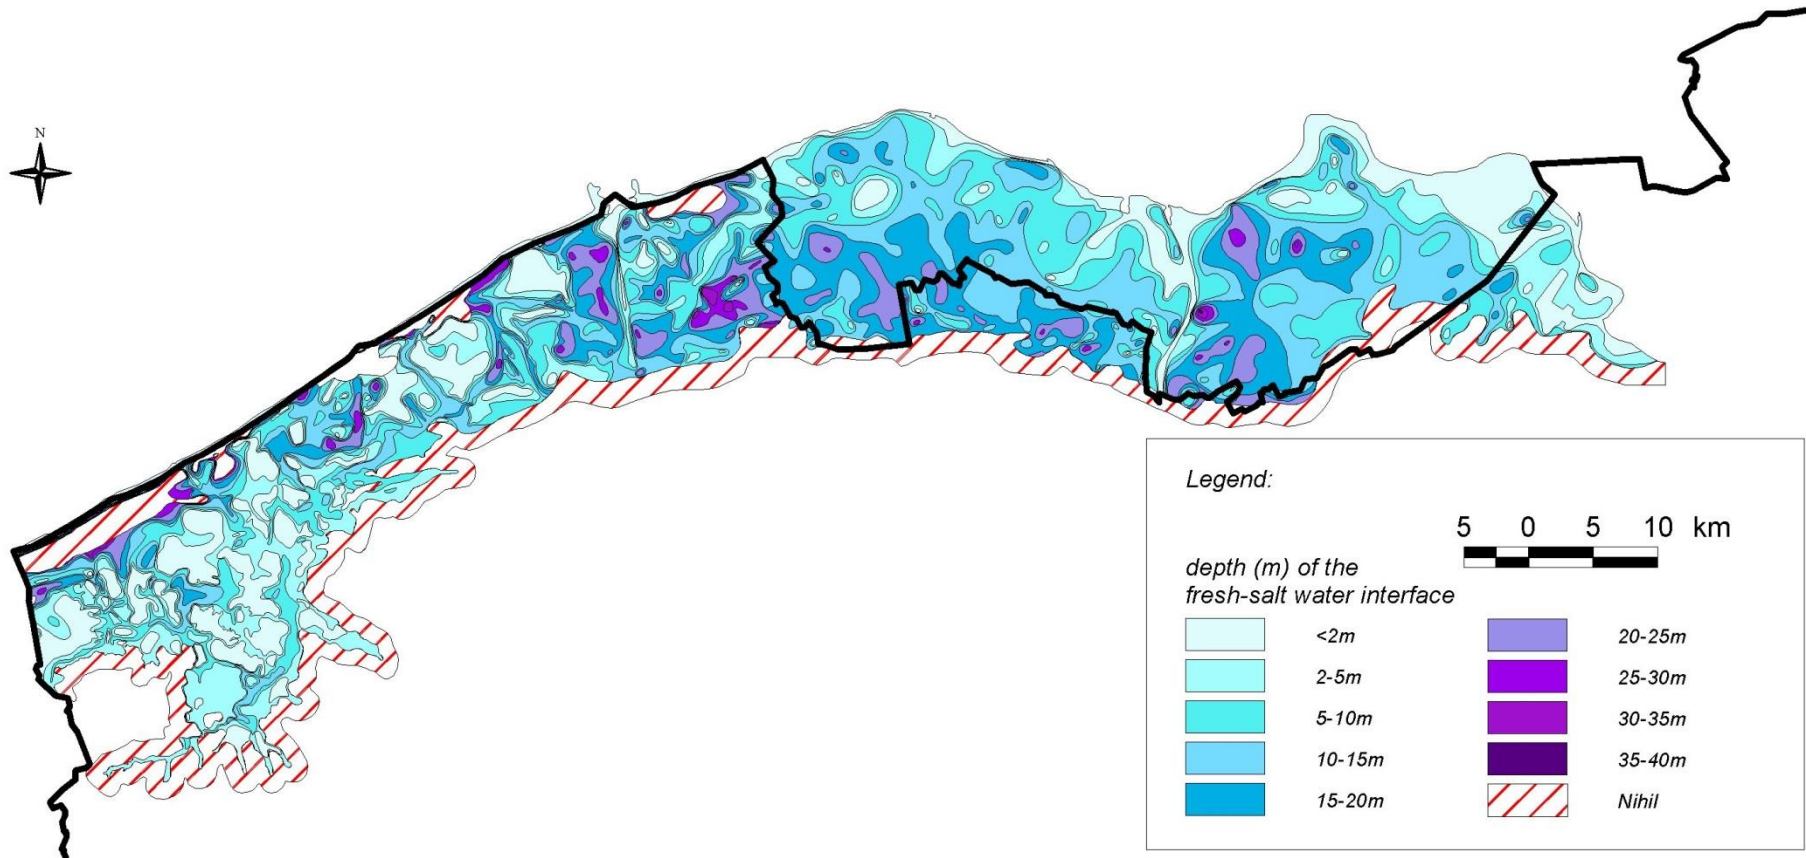 N
Legend:
5 0 5 10 km
depth (m) of the
fresh-salt water interface
<2m
2-5m
5-10m
10-15m
15-20m
20-25m
25-30m
30-35m
35-40m
Nihil